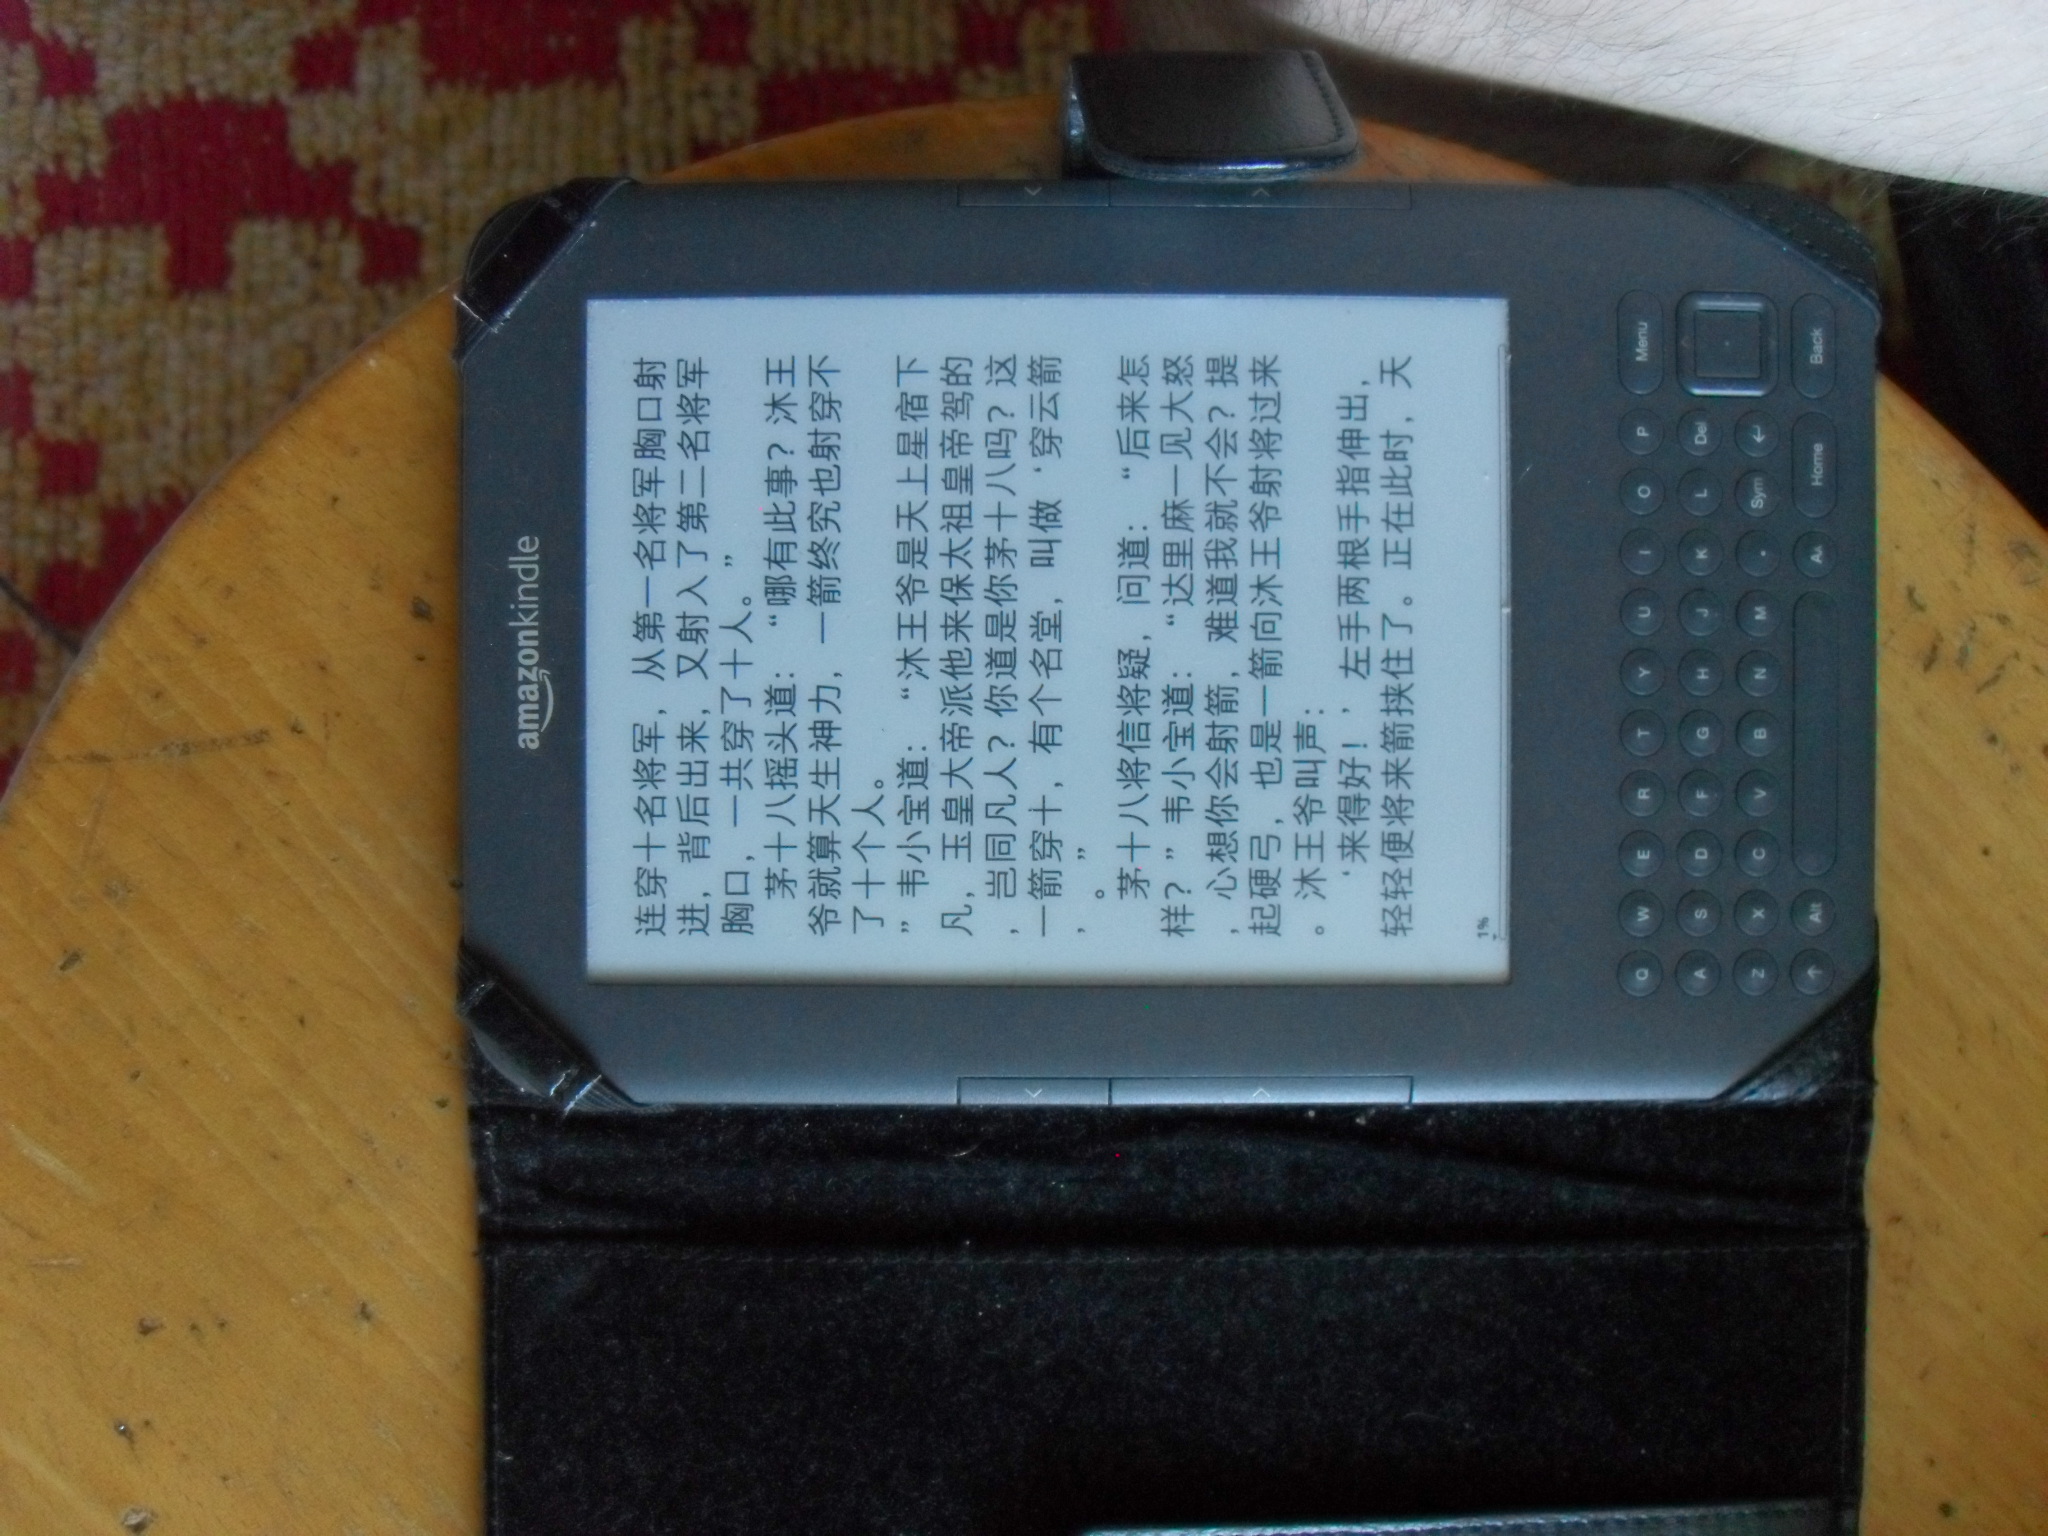 amazonkindle
连穿十名将军，从第一名将军胸口射
进，背后出来，又射入了第二名将军
胸口，一共穿了十人。”
茅十八摇头道：“哪有此事？沐王
爷就算天生神力，一箭终究也射穿不
了十个人。
”韦小宝道：“沐王爷是天上星宿下
凡，玉皇大帝派他来保太祖皇帝驾的
，岂同凡人？你道是你茅十八吗？这
一箭穿十，有个名堂，叫做‘穿云箭
’。”
茅十八将信将疑，问道：“后来怎
样？”韦小宝道：“达里麻一见大怒
，心想你会射箭，难道我就不会？提
起硬弓，也是一箭向沐王爷射将过来
。沐王爷叫声：
‘来得好！’，左手两根手指伸出，
轻轻便将来箭挟住了。正在此时，天
1%
Q W E R T Y U I O P Menu
A S D F G H J K L Del
Z X C V B N M . Sym ↵
↑ Alt Aa Home Back